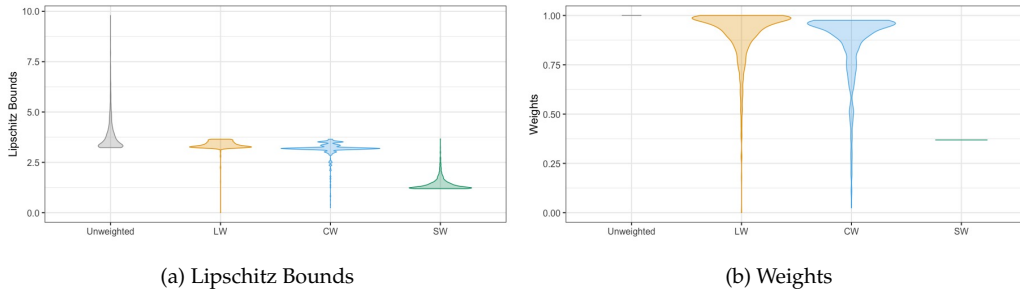 10.0
7.5
5.0
2.5
0.0
Lipschitz Bounds
Unweighted LW CW SW
(a) Lipschitz Bounds
1.00
0.75
0.50
0.25
0.00
Weights
Unweighted LW CW SW
(b) Weights